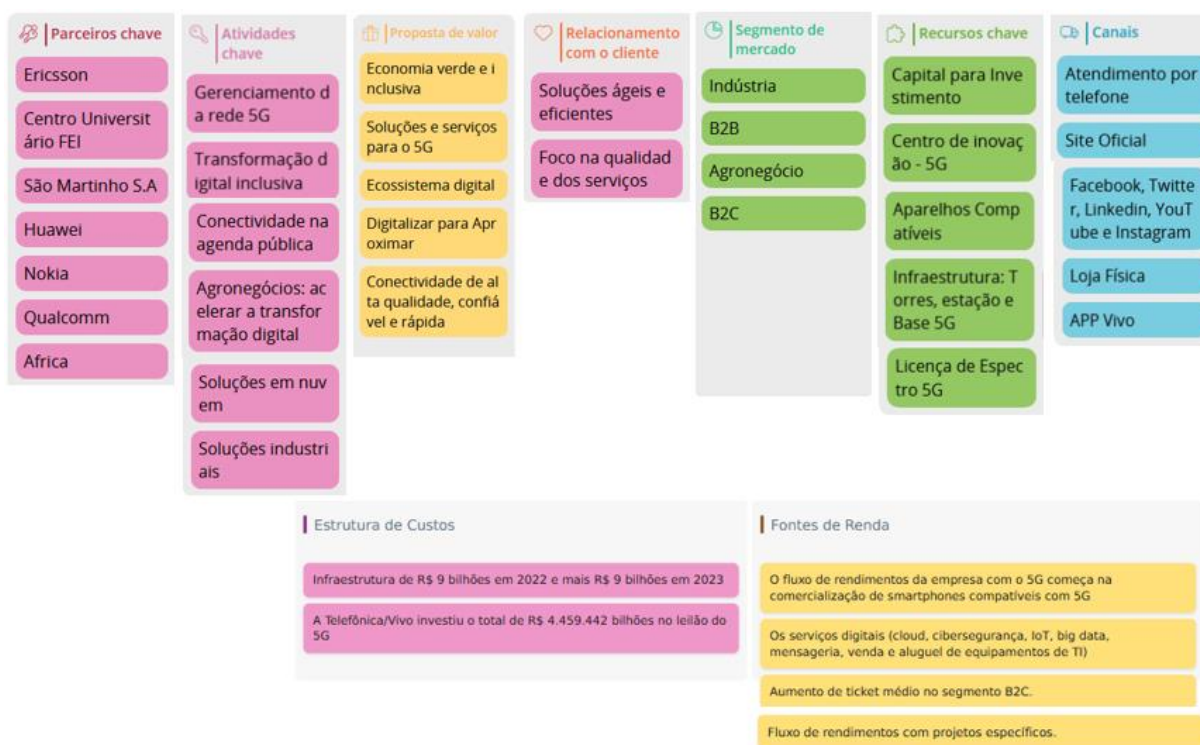 Parceiros chave
Ericsson
Centro Universit
ário FEI
São Martinho S.A
Huawei
Nokia
Qualcomm
Africa
Atividades
chave
Gerenciamento d
a rede 5G
Transformação d
igital inclusiva
Conectividade na
agenda pública
Agronegócios: ac
elerar a transfor
mação digital
Soluções em nuv
em
Soluções industri
ais
Proposta de valor
Economia verde e i
nclusiva
Soluções e serviços
para o 5G
Ecossistema digital
Digitalizar para Apr
oximar
Conectividade de al
ta qualidade, confiá
vel e rápida
Relacionamento
com o cliente
Soluções ágeis e
eficientes
Foco na qualidad
e dos serviços
Segmento de
mercado
Indústria
B2B
Agronegócio
B2C
Recursos chave
Capital para Inve
stimento
Centro de inovaç
ão - 5G
Aparelhos Comp
atíveis
Infraestrutura: T
orres, estação e
Base 5G
Licença de Espec
tro 5G
Canais
Atendimento por
telefone
Site Oficial
Facebook, Twitte
r, Linkedin, YouT
ube e Instagram
Loja Física
APP Vivo
Estrutura de Custos
Infraestrutura de R$ 9 bilhões em 2022 e mais R$ 9 bilhões em 2023
A Telefônica/Vivo investiu o total de R$ 4.459.442 bilhões no leilão do
5G
Fontes de Renda
O fluxo de rendimentos da empresa com o 5G começa na
comercialização de smartphones compatíveis com 5G
Os serviços digitais (cloud, cibersegurança, IoT, big data,
mensageria, venda e aluguel de equipamentos de TI)
Aumento de ticket médio no segmento B2C.
Fluxo de rendimentos com projetos específicos.